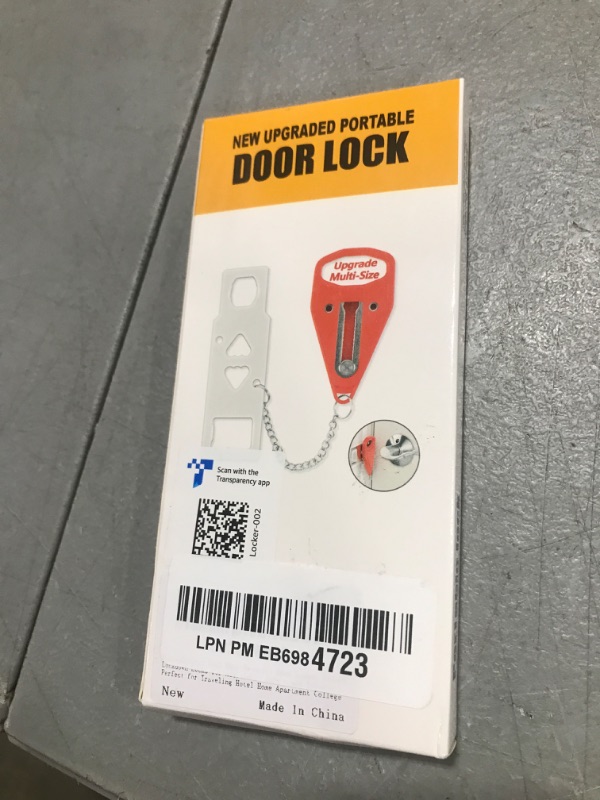 NEW UPGRADED PORTABLE
DOOR LOCK
Upgrade
Multi-Size
Scan with the
Transparency app
Locker-002
LPN PM EB6984723
Perfect for Traveling Hotel Home Apartment College
New
Made In China